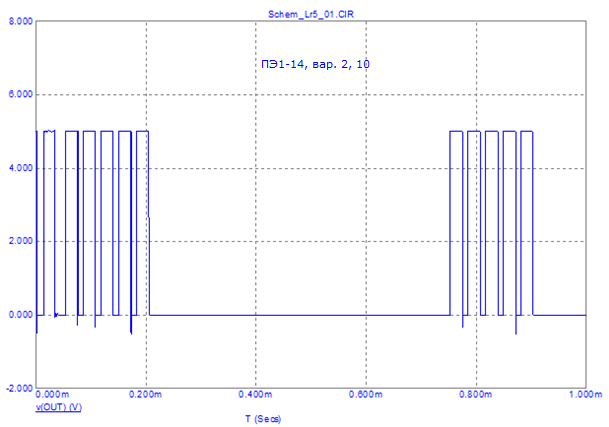 Schem_Lr5_01.CIR
8.000
ПЭ1-14, вар. 2, 10
6.000
4.000
2.000
0.000
-2.000
0.000m 0.200m 0.400m 0.600m 0.800m 1.000m
v(OUT) (V)
T (Secs)